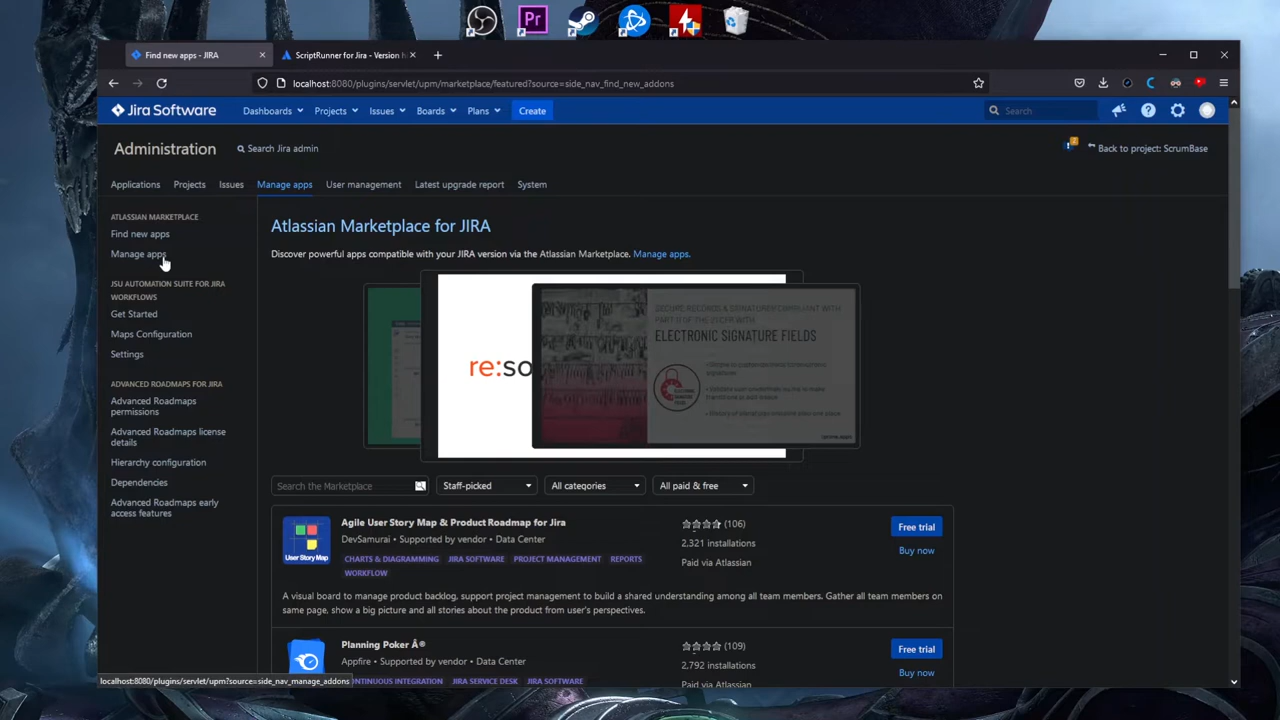 Find new apps - JIRA
ScriptRunner for Jira - Version h
localhost:8080/plugins/servlet/upm/marketplace/featured?source=side_nav_find_new_addons
Jira Software
Dashboards
Projects
Issues
Boards
Plans
Create
Search
Administration
Search Jira admin
Back to project: ScrumBase
Applications
Projects
Issues
Manage apps
User management
Latest upgrade report
System
ATLASSIAN MARKETPLACE
Find new apps
Manage apps
JSU AUTOMATION SUITE FOR JIRA
WORKFLOWS
Get Started
Maps Configuration
Settings
ADVANCED ROADMAPS FOR JIRA
Advanced Roadmaps
permissions
Advanced Roadmaps license
details
Hierarchy configuration
Dependencies
Advanced Roadmaps early
access features
Atlassian Marketplace for JIRA
Discover powerful apps compatible with your JIRA version via the Atlassian Marketplace. Manage apps.
re:so
ELECTRONIC SIGNATURE FIELDS
Search the Marketplace
Staff-picked
All categories
All paid & free
User Story Map
Agile User Story Map & Product Roadmap for Jira
DevSamurai • Supported by vendor • Data Center
CHARTS & DIAGRAMMING JIRA SOFTWARE PROJECT MANAGEMENT REPORTS
WORKFLOW
(106)
2,321 installations
Paid via Atlassian
Free trial
Buy now
A visual board to manage product backlog, support project management to build a shared understanding among all team members. Gather all team members on
same page, show a big picture and all stories about the product from user's perspectives.
Planning Poker Â®
Appfire • Supported by vendor • Data Center
ONTINUOUS INTEGRATION JIRA SERVICE DESK JIRA SOFTWARE
(109)
2,792 installations
Paid via Atlassian
Free trial
Buy now
localhost:8080/plugins/servlet/upm?source=side_nav_manage_addons
Pr